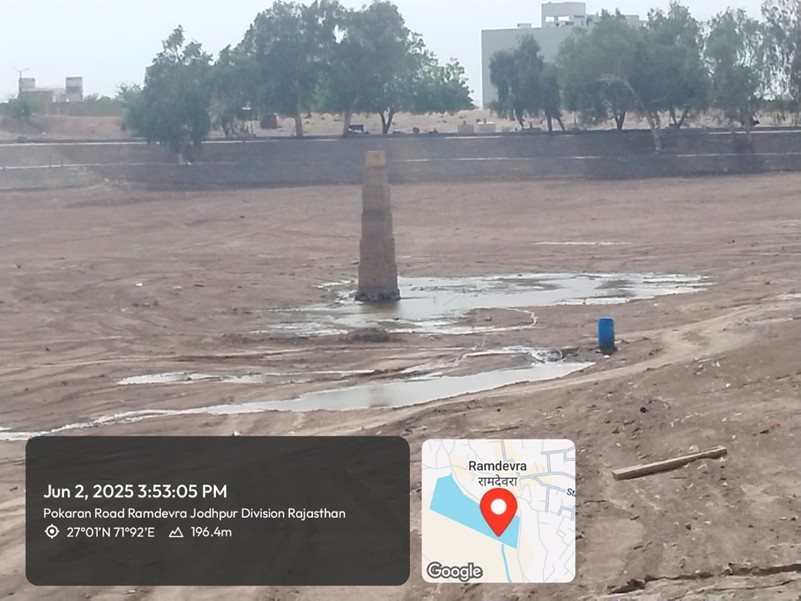 Jun 2, 2025 3:53:05 PM
Pokaran Road Ramdevra Jodhpur Division Rajasthan
27°01'N 71°92'E 196.4m
Ramdevra
रामदेवरा
St
Google